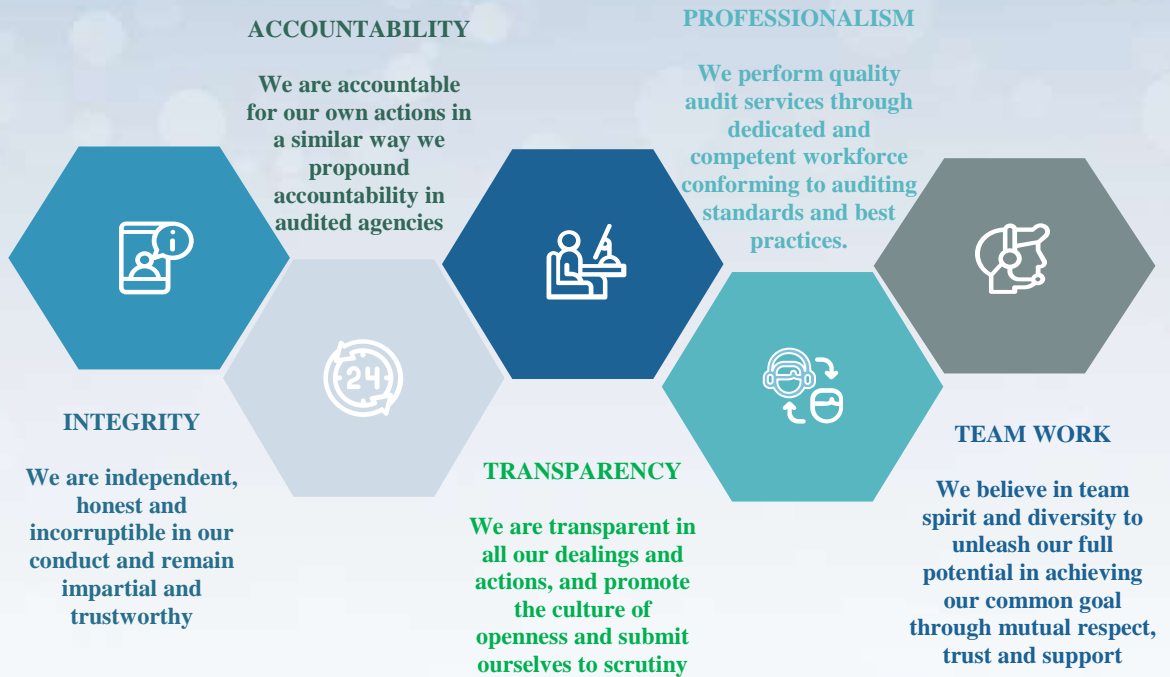 INTEGRITY
We are independent,
honest and
incorruptible in our
conduct and remain
impartial and
trustworthy
ACCOUNTABILITY
We are accountable
for our own actions in
a similar way we
propound
accountability in
audited agencies
24
TRANSPARENCY
We are transparent in
all our dealings and
actions, and promote
the culture of
openness and submit
ourselves to scrutiny
PROFESSIONALISM
We perform quality
audit services through
dedicated and
competent workforce
conforming to auditing
standards and best
practices.
TEAM WORK
We believe in team
spirit and diversity to
unleash our full
potential in achieving
our common goal
through mutual respect,
trust and support